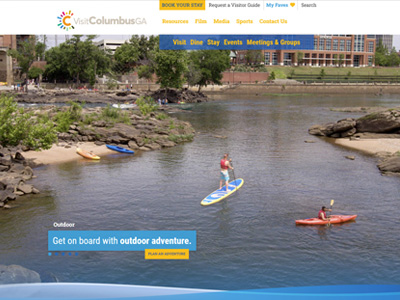 BOOK YOUR STAY Request a Visitor Guide My Faves Search
VisitColumbusGA
Resources Film Media Sports Contact Us
Visit Dine Stay Events Meetings & Groups
Outdoor
Get on board with outdoor adventure.
PLAN AN ADVENTURE